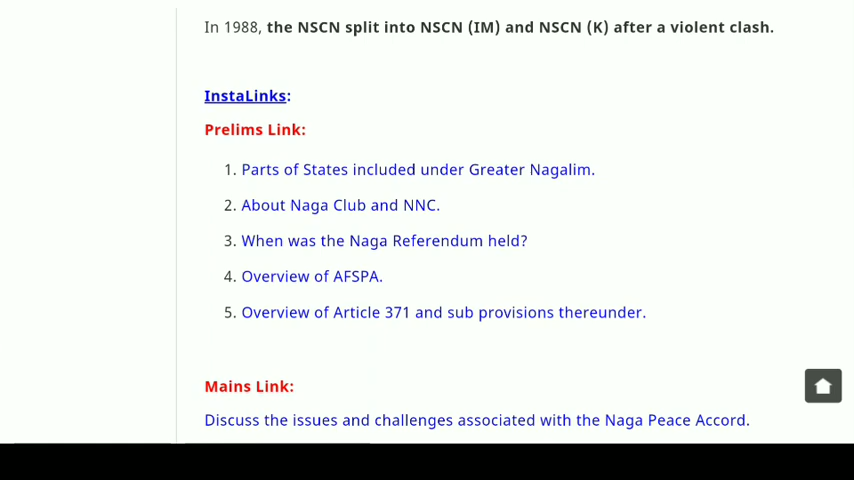 In 1988, the NSCN split into NSCN (IM) and NSCN (K) after a violent clash.
InstaLinks:
Prelims Link:
1. Parts of States included under Greater Nagalim.
2. About Naga Club and NNC.
3. When was the Naga Referendum held?
4. Overview of AFSPA.
5. Overview of Article 371 and sub provisions thereunder.
Mains Link:
Discuss the issues and challenges associated with the Naga Peace Accord.